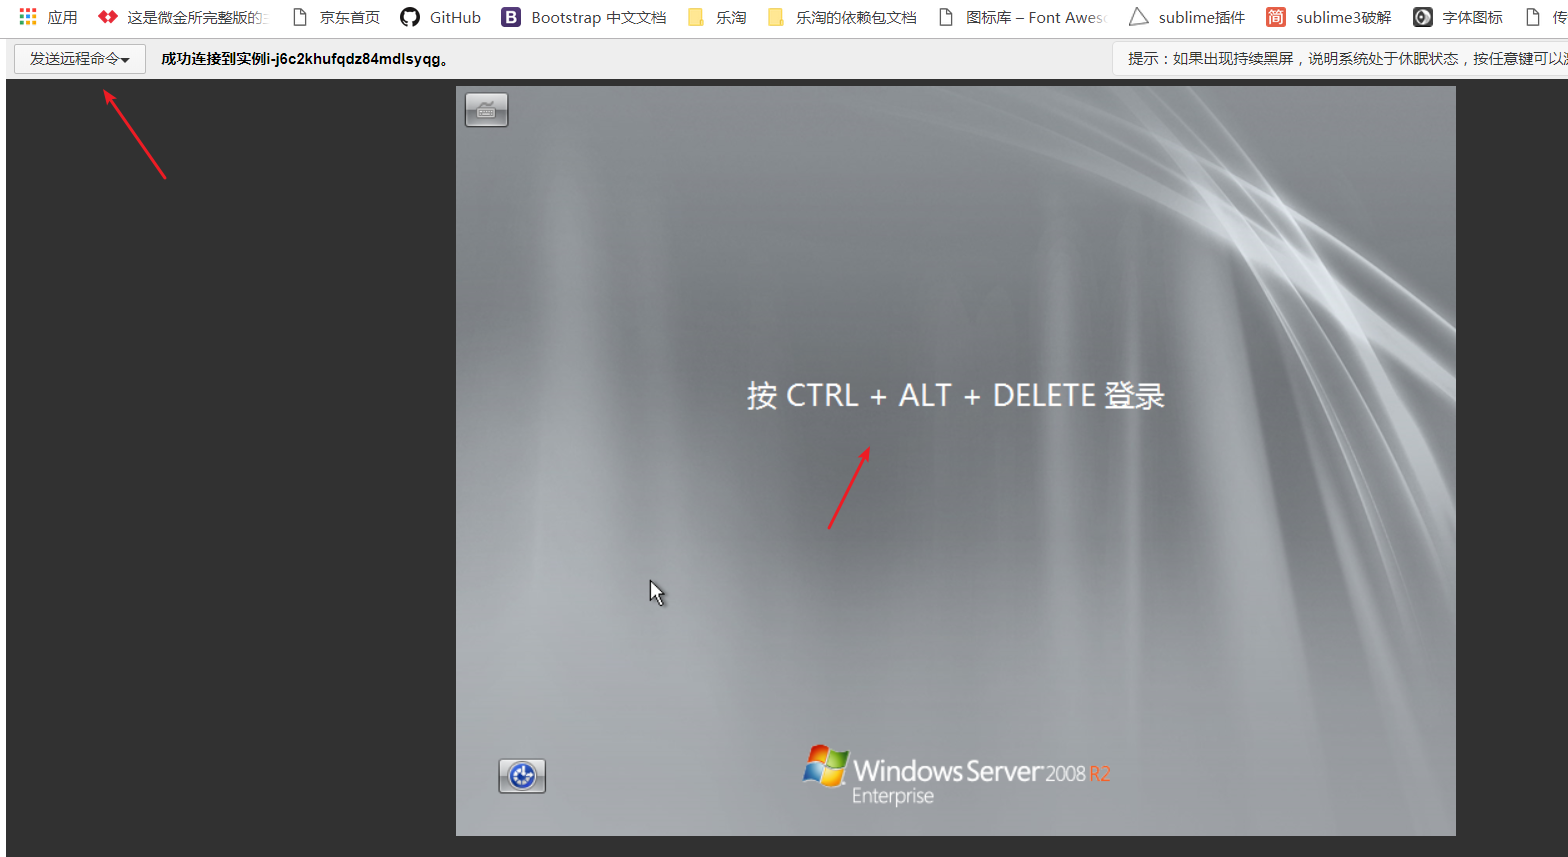 应用 这是微金所完整版的 京东首页 GitHub Bootstrap 中文文档 乐淘 乐淘的依赖包文档 图标库 – Font Awes sublime插件 简 sublime3破解 字体图标 传
发送远程命令 成功连接到实例i-j6c2khufqdz84mdlsyqg。 提示：如果出现持续黑屏，说明系统处于休眠状态，按任意键可以
按 CTRL + ALT + DELETE 登录
Windows Server 2008 R2
Enterprise